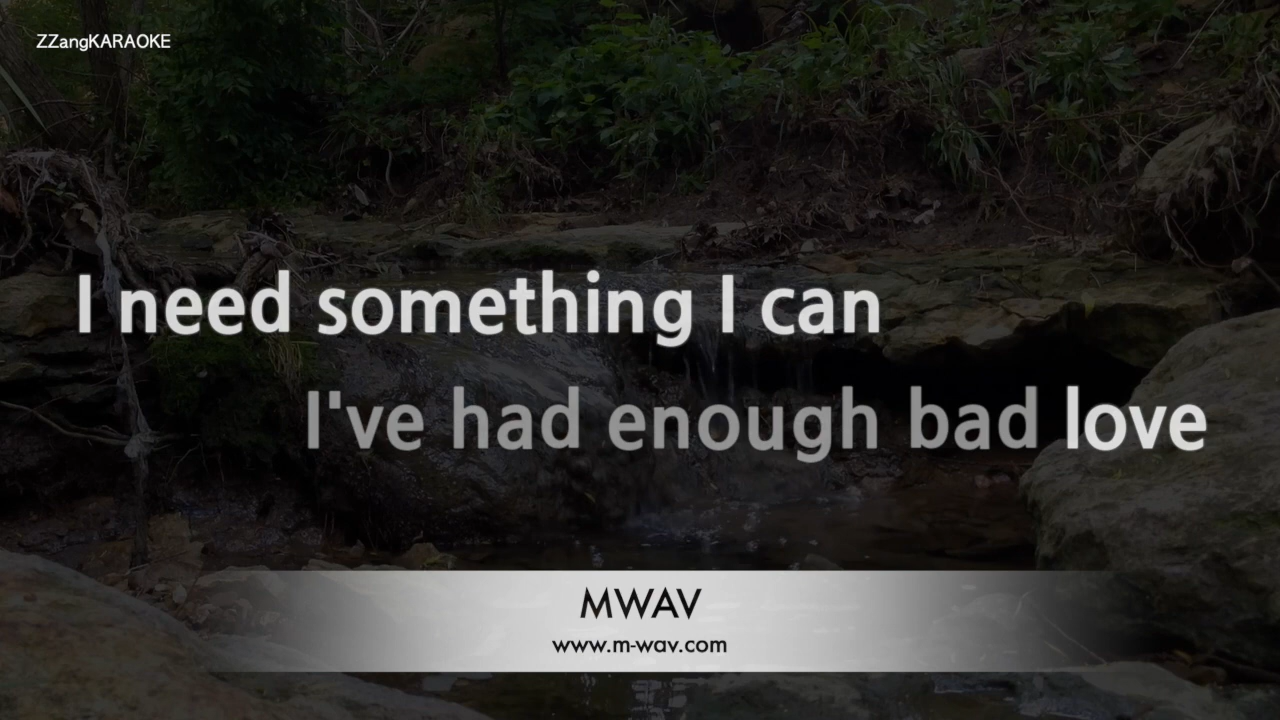 ZZangKARAOKE
I need something I can
I've had enough bad love
MWAV
www.m-wav.com